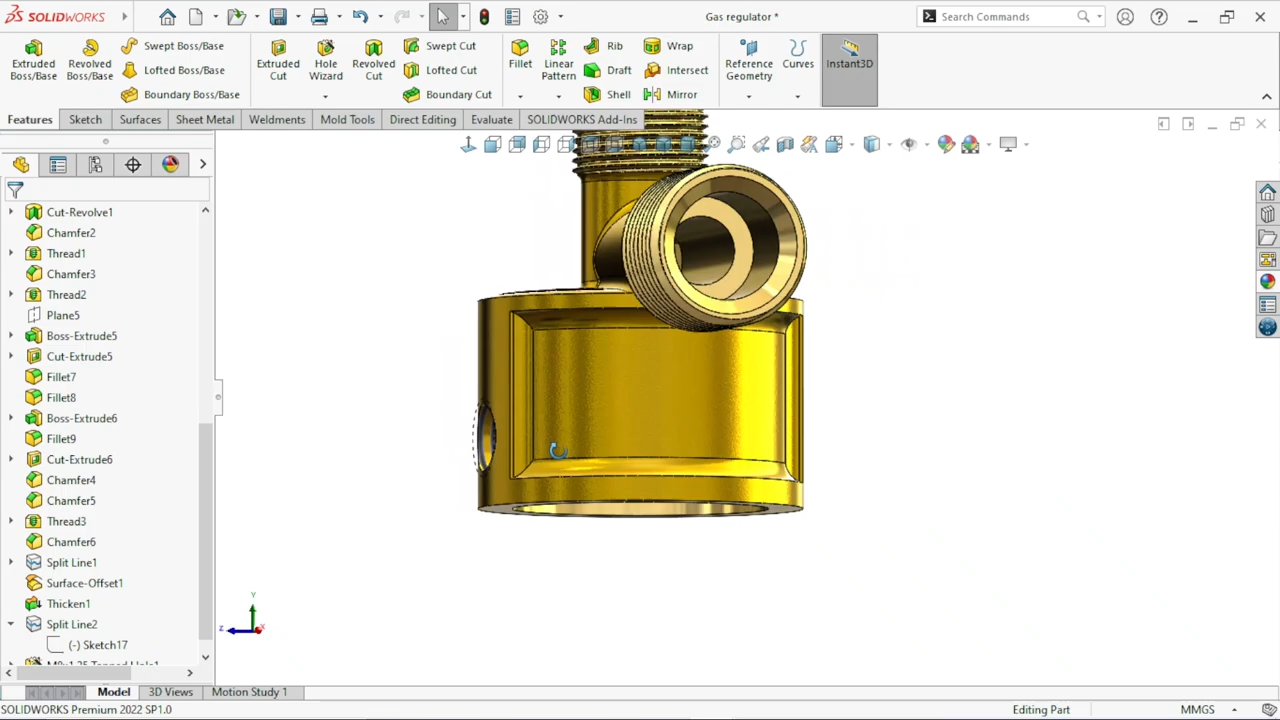 SOLIDWORKS
Gas regulator *
Search Commands
Extruded Boss/Base
Revolved Boss/Base
Swept Boss/Base
Lofted Boss/Base
Boundary Boss/Base
Extruded Cut
Hole Wizard
Revolved Cut
Swept Cut
Lofted Cut
Boundary Cut
Fillet
Linear Pattern
Rib
Draft
Shell
Wrap
Intersect
Mirror
Reference Geometry
Curves
Instant3D
Features
Sketch
Surfaces
Sheet Metal
Weldments
Mold Tools
Direct Editing
Evaluate
SOLIDWORKS Add-Ins
Cut-Revolve1
Chamfer2
Thread1
Chamfer3
Thread2
Plane5
Boss-Extrude5
Cut-Extrude5
Fillet7
Fillet8
Boss-Extrude6
Fillet9
Cut-Extrude6
Chamfer4
Chamfer5
Thread3
Chamfer6
Split Line1
Surface-Offset1
Thicken1
Split Line2
(-) Sketch17
M8x1.25 Tapped Hole1
Y
Z
X
Model
3D Views
Motion Study 1
SOLIDWORKS Premium 2022 SP1.0
Editing Part
MMGS